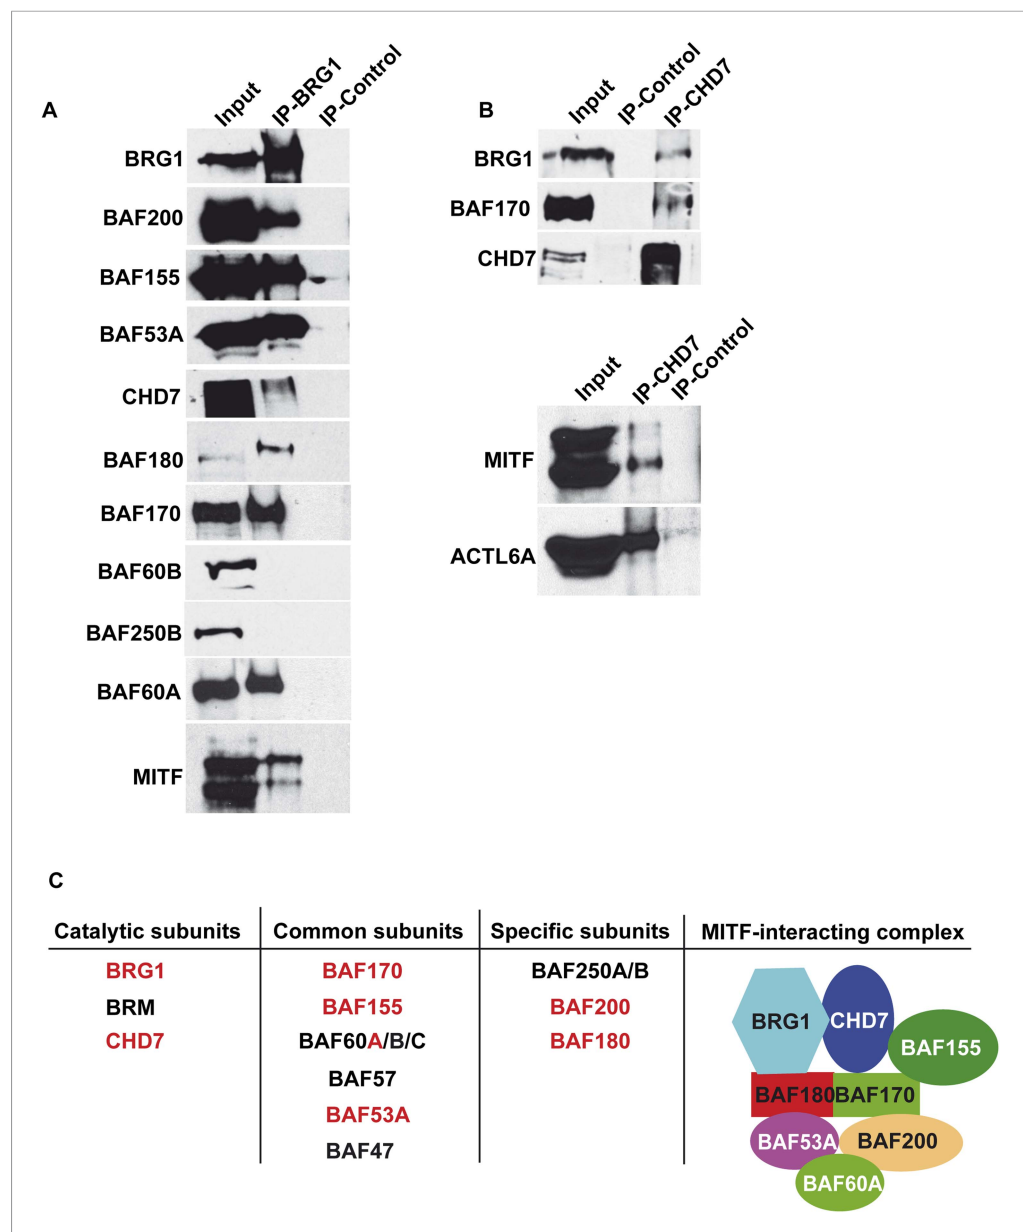 A
Input
IP-BRG1
IP-Control
BRG1
BAF200
BAF155
BAF53A
CHD7
BAF180
BAF170
BAF60B
BAF250B
BAF60A
MITF
B
Input
IP-Control
IP-CHD7
BRG1
BAF170
CHD7
Input
IP-CHD7
IP-Control
MITF
ACTL6A
C
Catalytic subunits Common subunits Specific subunits MITF-interacting complex
BRG1 BAF170 BAF250A/B
BRM BAF155 BAF200
CHD7 BAF60A/B/C BAF180
BAF57
BAF53A
BAF47
BRG1 CHD7
BAF155
BAF180 BAF170
BAF53A BAF200
BAF60A